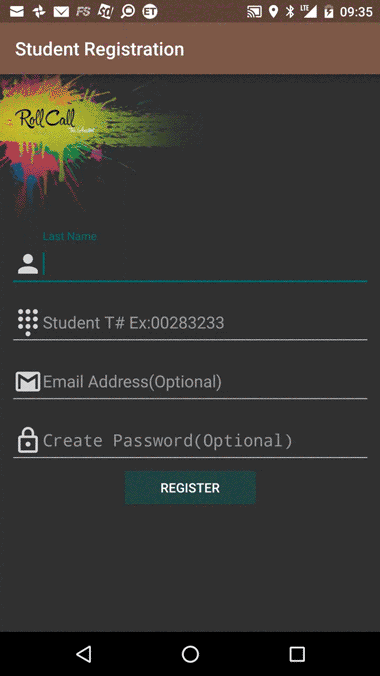 FS
ET
LTE
09:35
Student Registration
Roll Call
Last Name
Student T# Ex:00283233
Email Address(Optional)
Create Password(Optional)
REGISTER